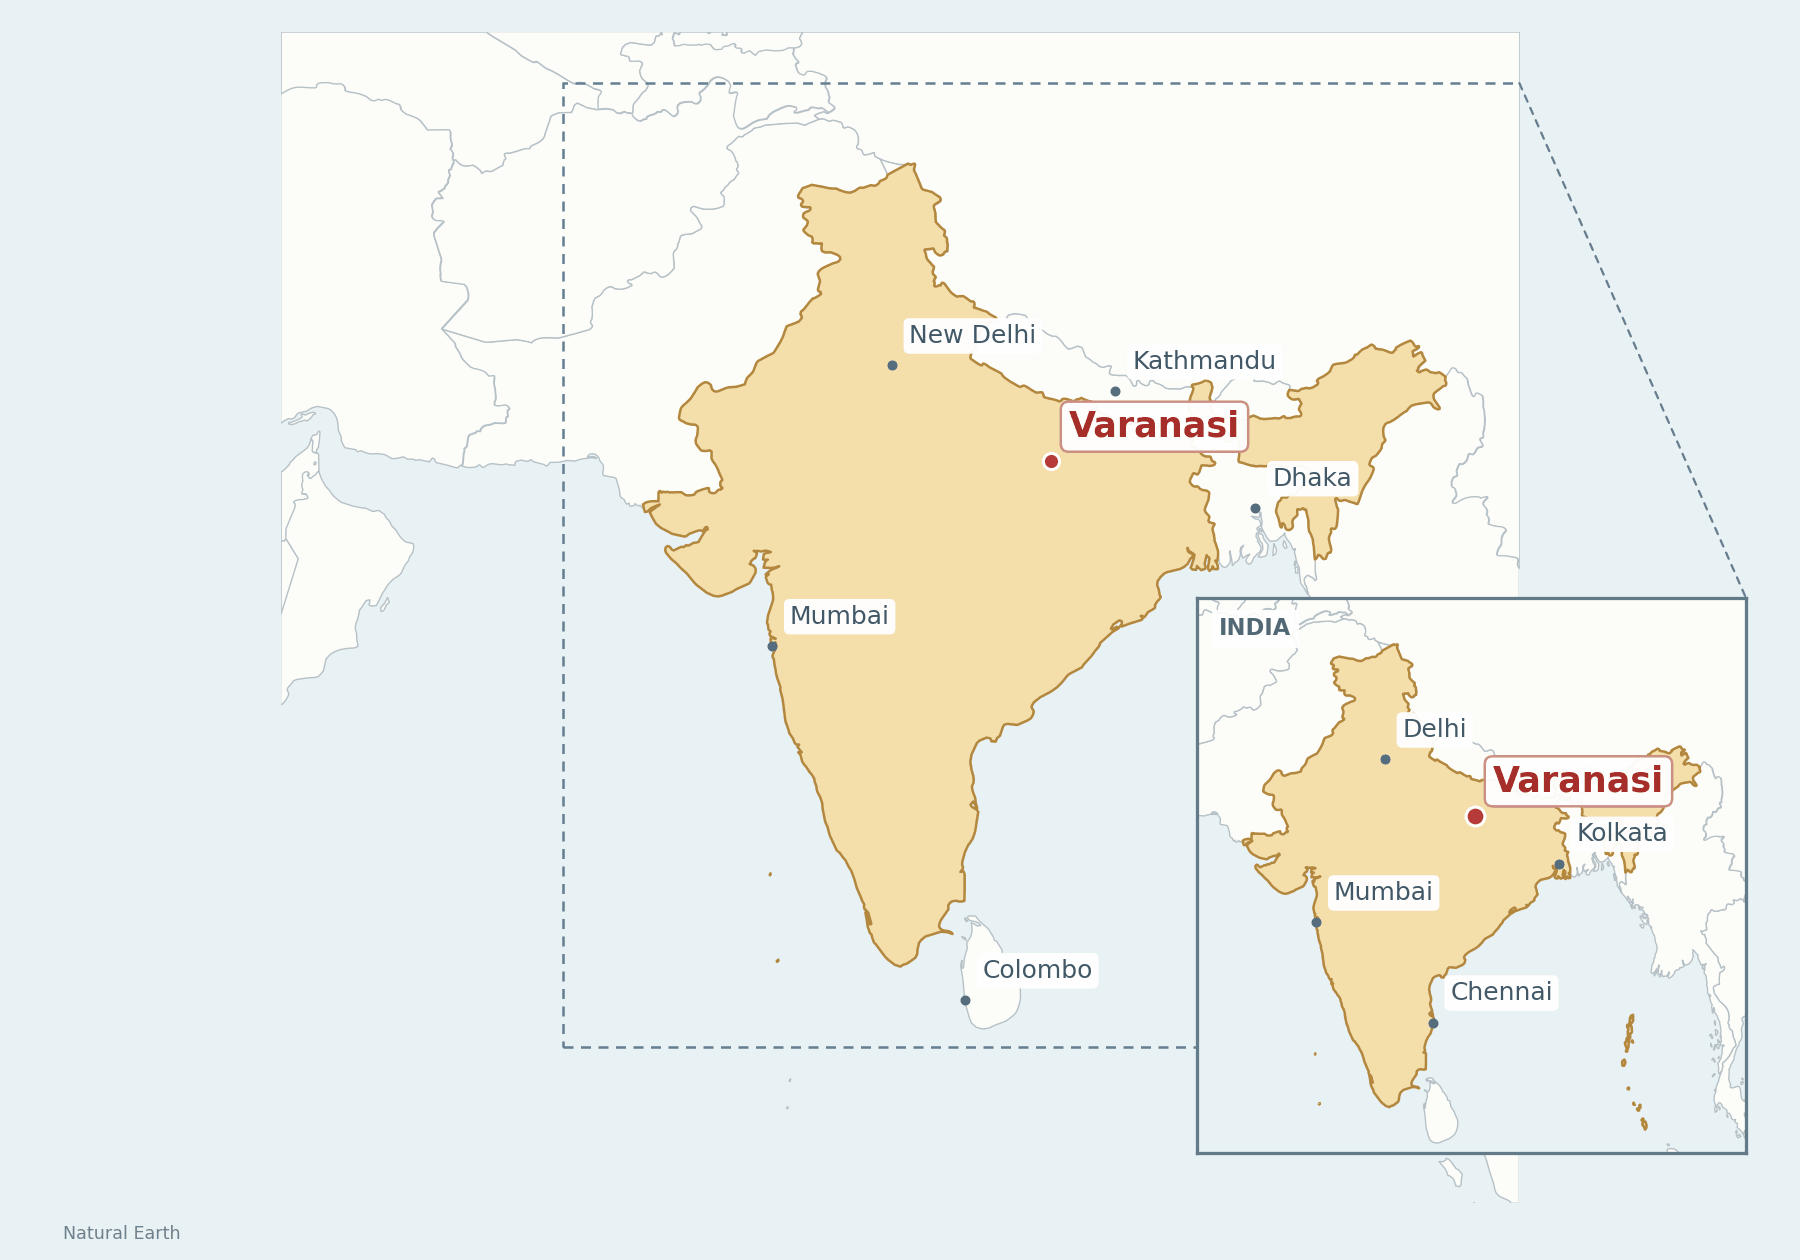 New Delhi
Kathmandu
Varanasi
Dhaka
Mumbai
Colombo
INDIA
Delhi
Varanasi
Kolkata
Mumbai
Chennai
Natural Earth